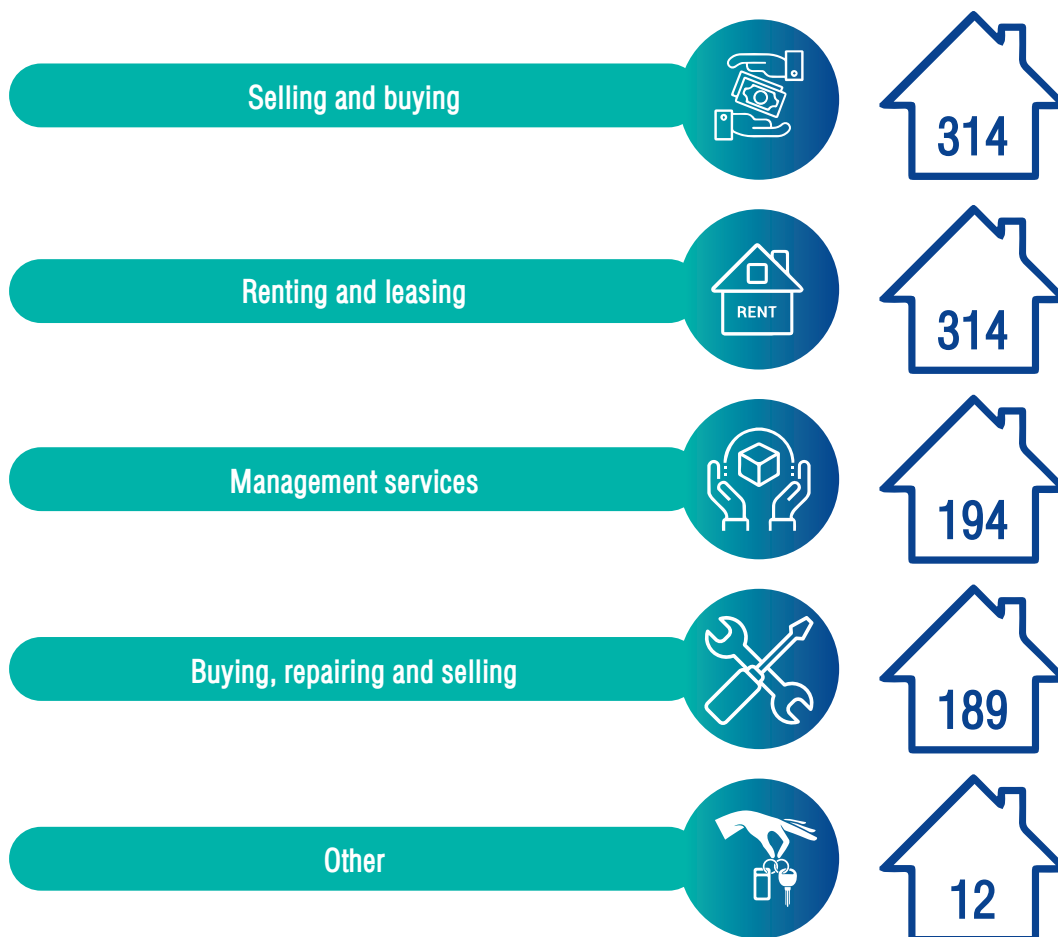 Selling and buying
314
Renting and leasing
RENT
314
Management services
194
Buying, repairing and selling
189
Other
12